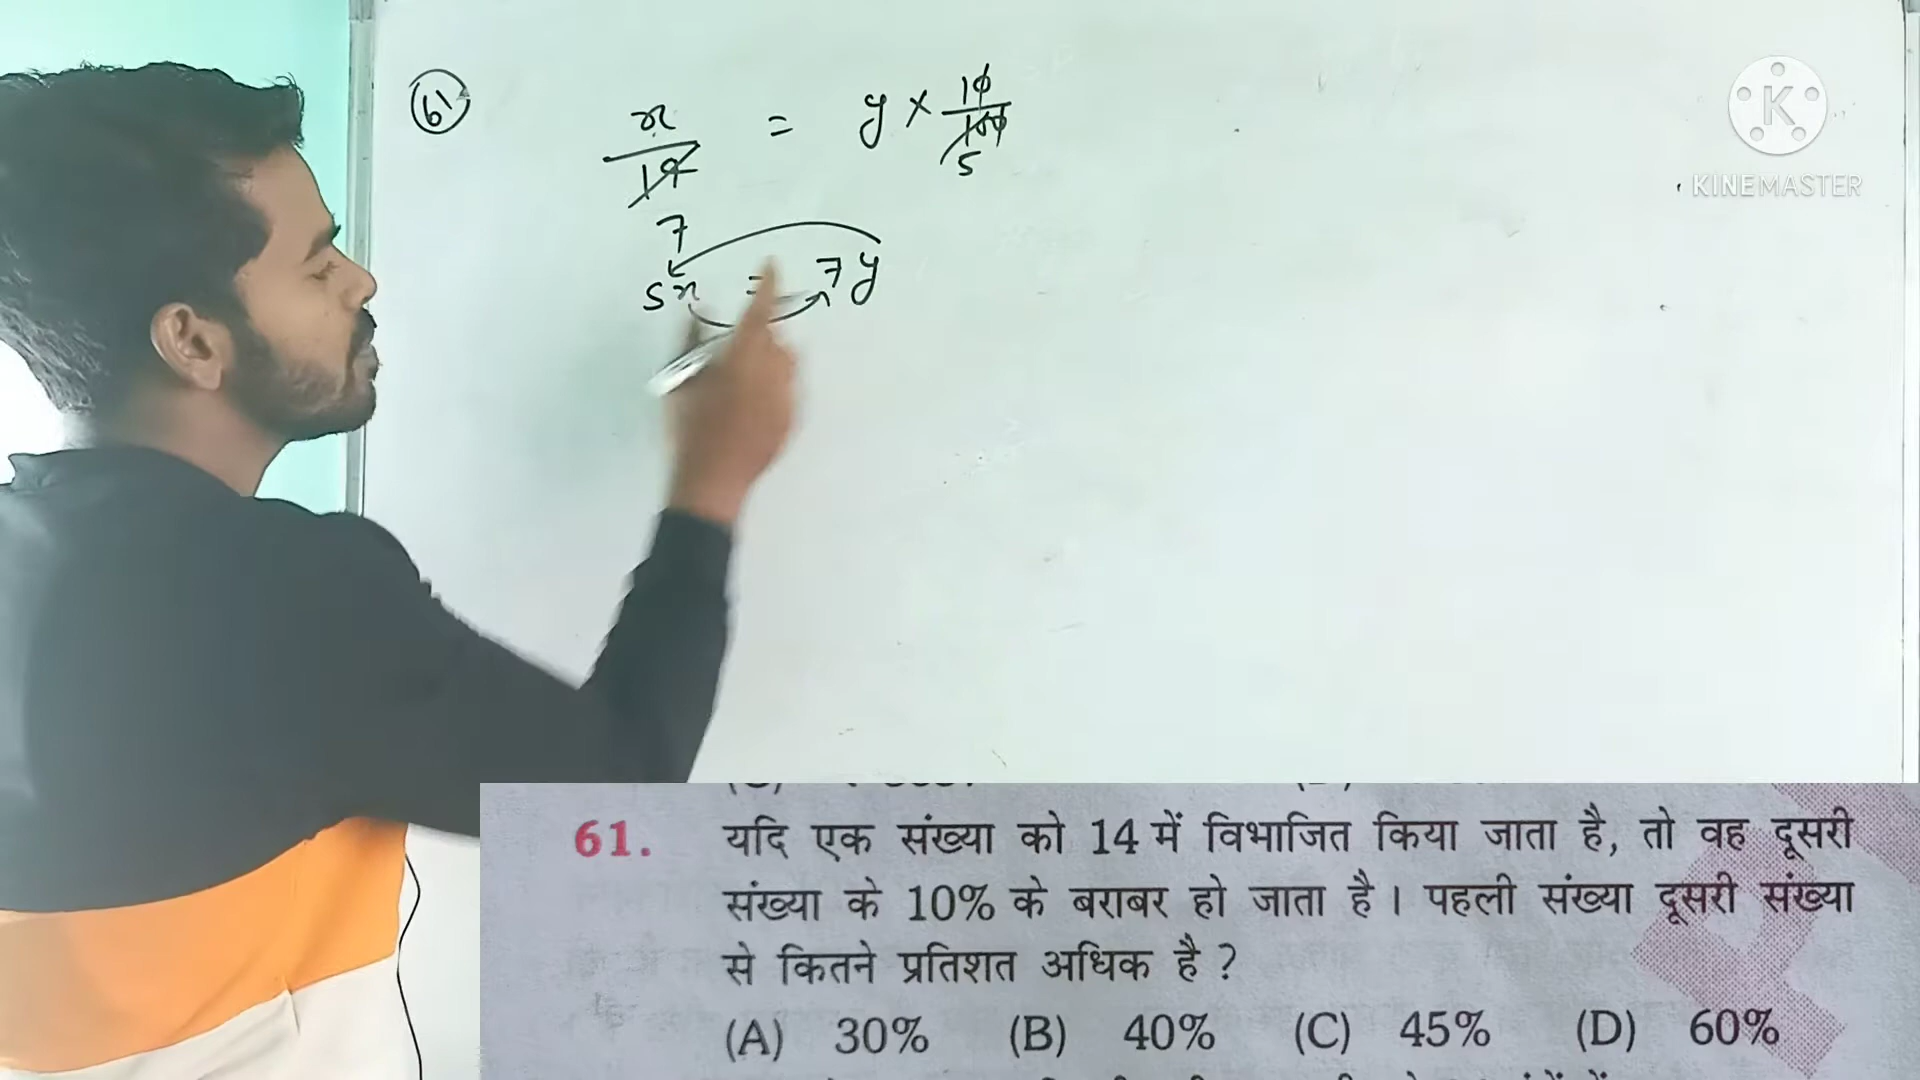 61
x/14 = y × 10/100
7 5
5x = 7y
KINEMASTER
61. यदि एक संख्या को 14 में विभाजित किया जाता है, तो वह दूसरी
संख्या के 10% के बराबर हो जाता है। पहली संख्या दूसरी संख्या
से कितने प्रतिशत अधिक है ?
(A) 30% (B) 40% (C) 45% (D) 60%